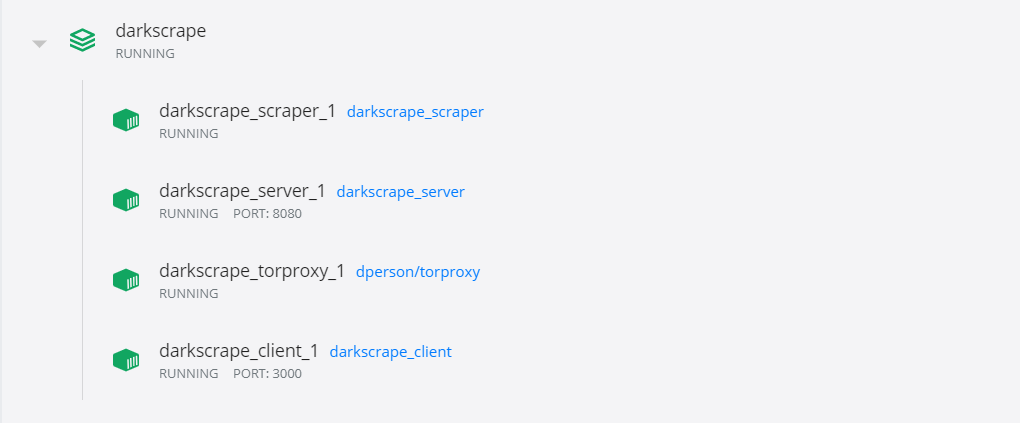 darkscrape
RUNNING
darkscrape_scraper_1 darkscrape_scraper
RUNNING
darkscrape_server_1 darkscrape_server
RUNNING PORT: 8080
darkscrape_torproxy_1 dperson/torproxy
RUNNING
darkscrape_client_1 darkscrape_client
RUNNING PORT: 3000